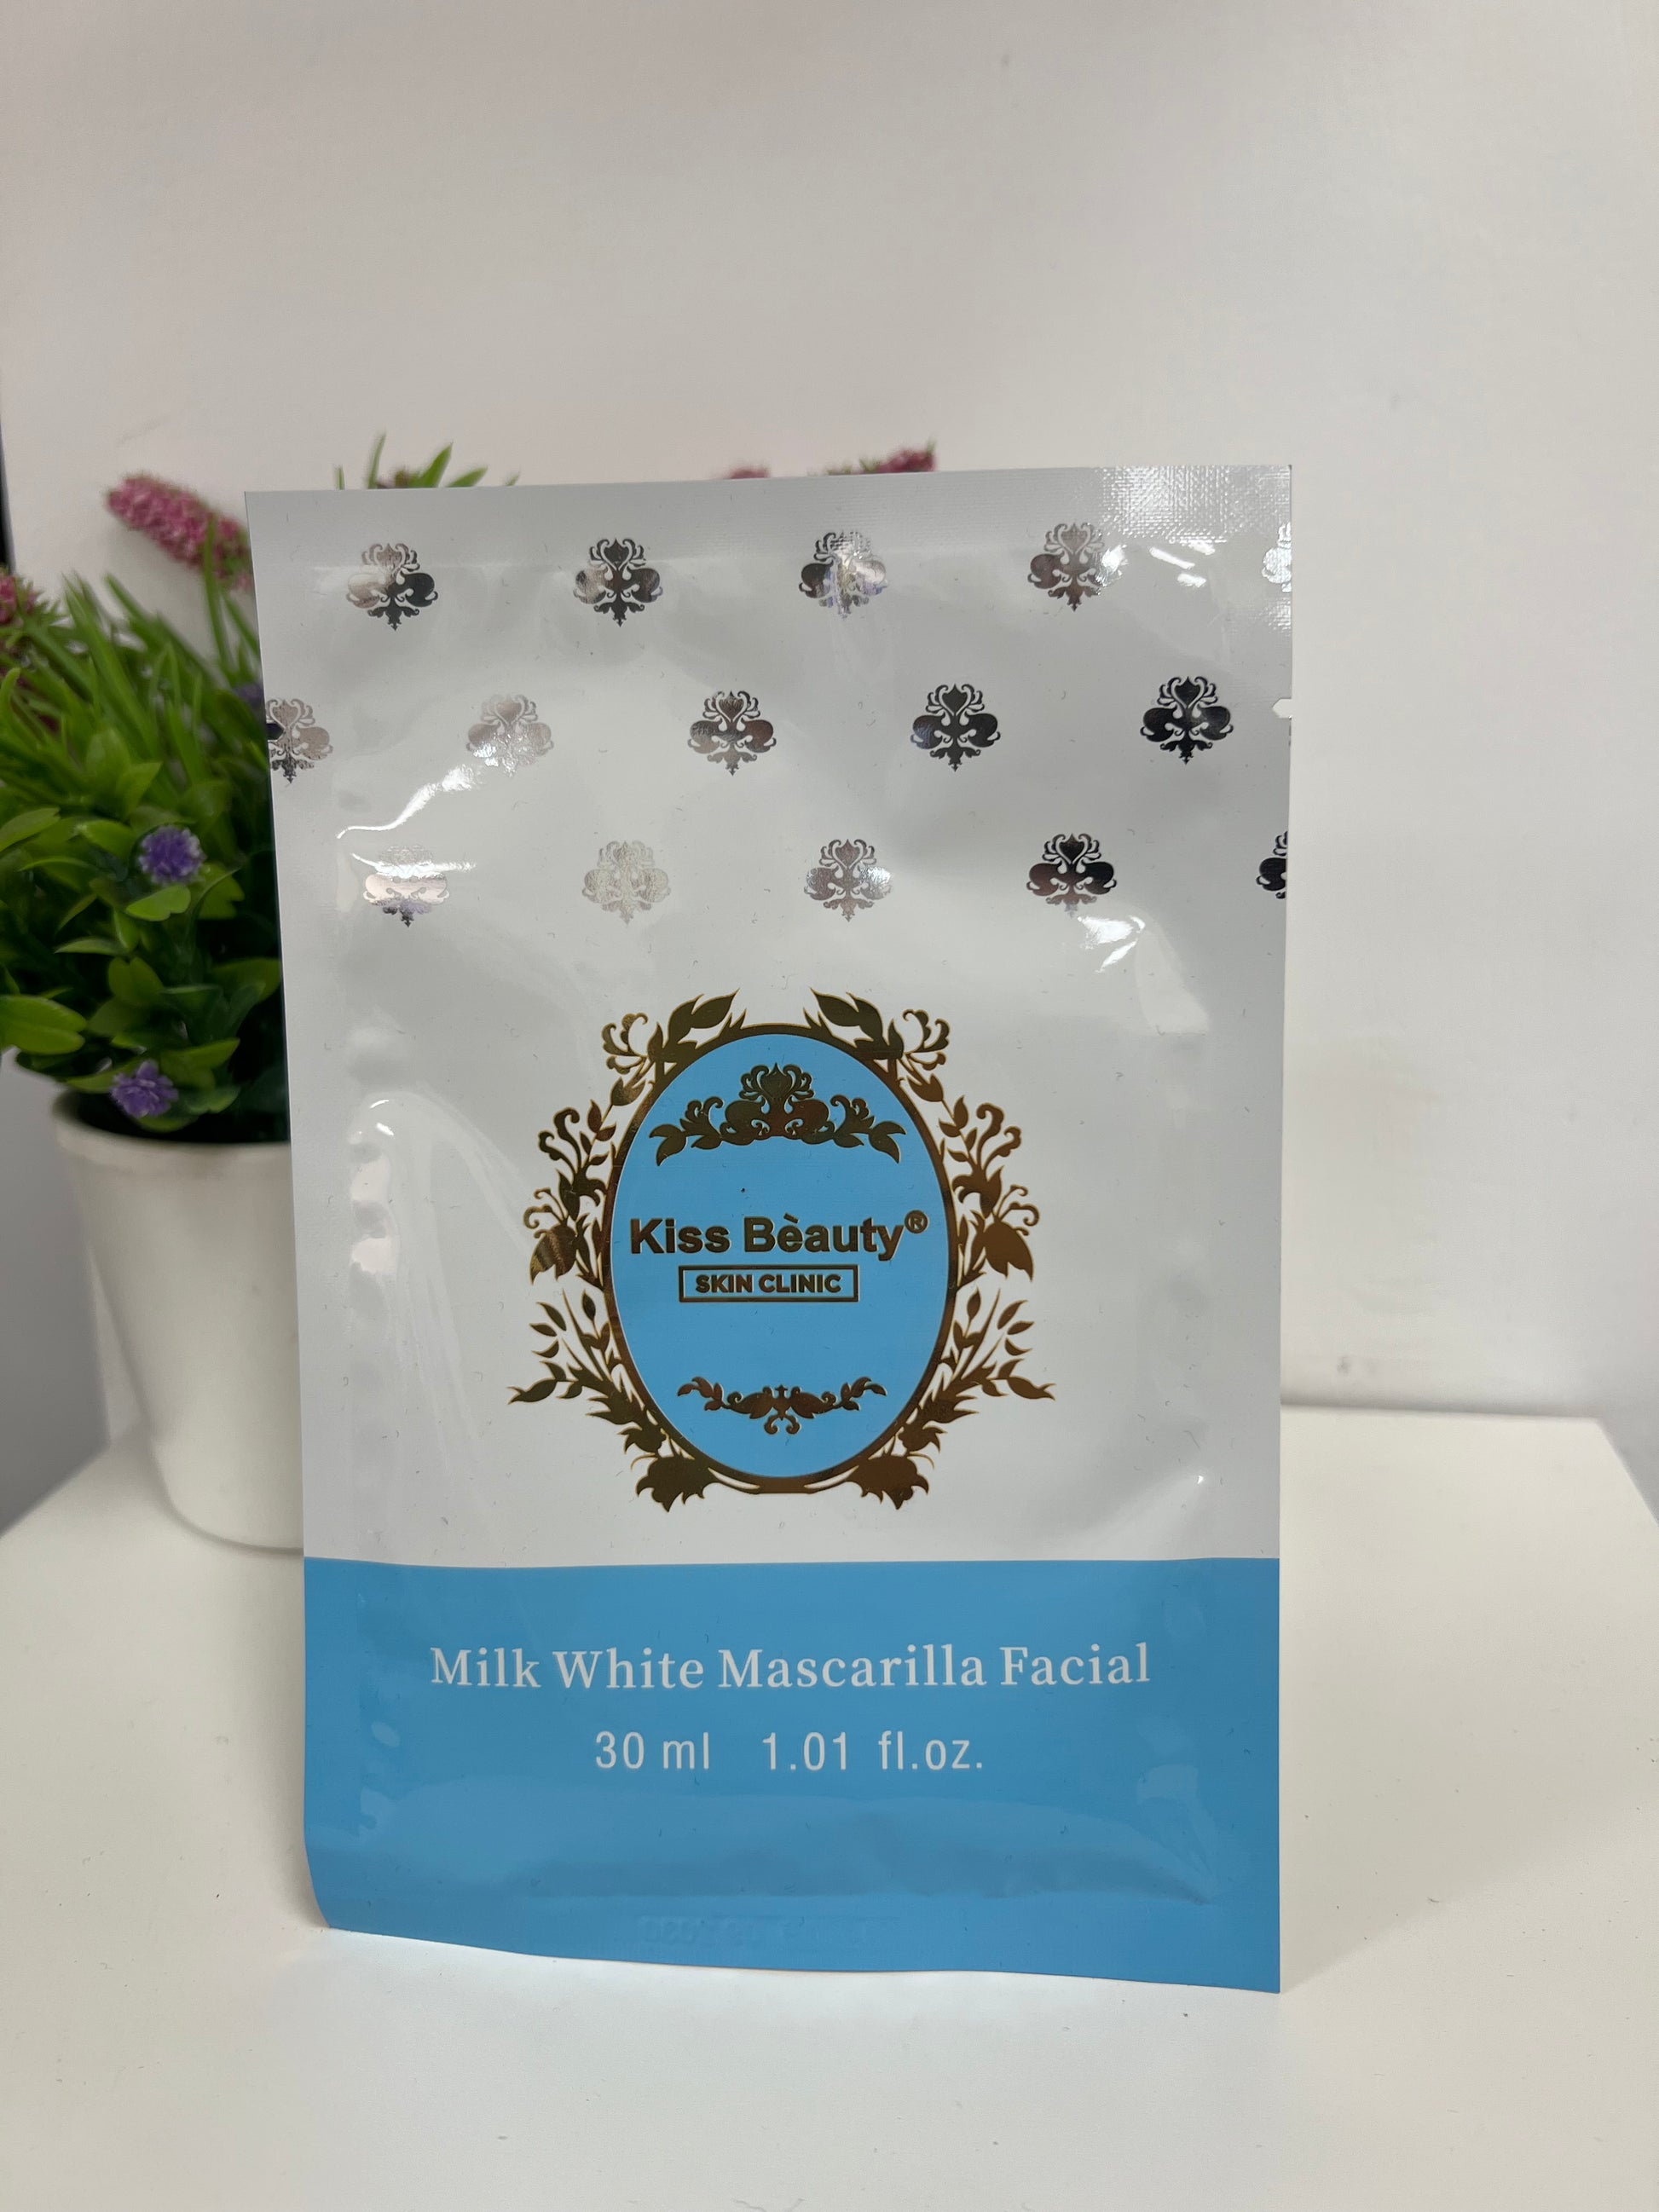 Kiss Bèauty®
SKIN CLINIC
Milk White Mascarilla Facial
30 ml 1.01 fl.oz.